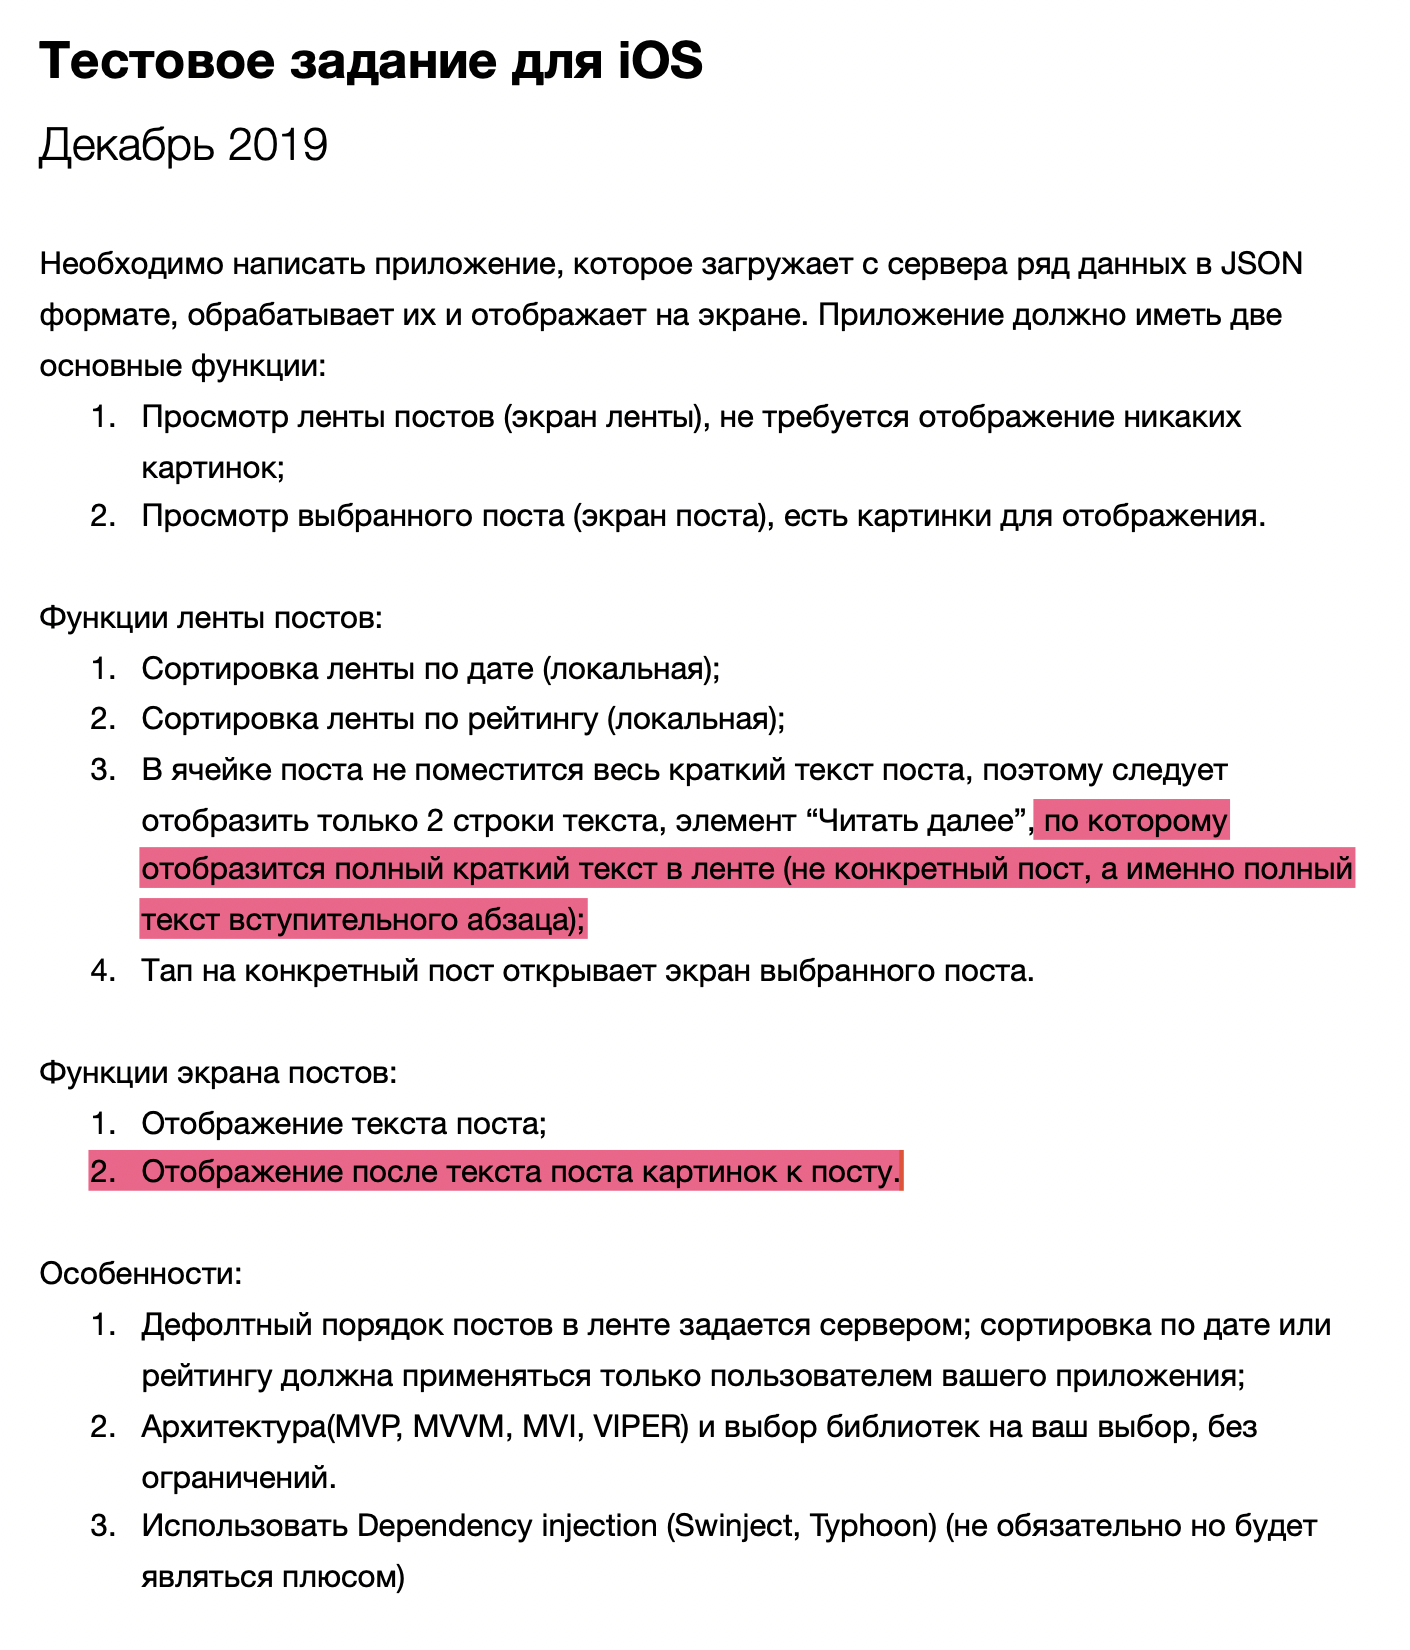 Тестовое задание для iOS
Декабрь 2019
Необходимо написать приложение, которое загружает с сервера ряд данных в JSON
формате, обрабатывает их и отображает на экране. Приложение должно иметь две
основные функции:
1. Просмотр ленты постов (экран ленты), не требуется отображение никаких
картинок;
2. Просмотр выбранного поста (экран поста), есть картинки для отображения.
Функции ленты постов:
1. Сортировка ленты по дате (локальная);
2. Сортировка ленты по рейтингу (локальная);
3. В ячейке поста не поместится весь краткий текст поста, поэтому следует
отобразить только 2 строки текста, элемент “Читать далее”, по которому
отобразится полный краткий текст в ленте (не конкретный пост, а именно полный
текст вступительного абзаца);
4. Тап на конкретный пост открывает экран выбранного поста.
Функции экрана постов:
1. Отображение текста поста;
2. Отображение после текста поста картинок к посту.
Особенности:
1. Дефолтный порядок постов в ленте задается сервером; сортировка по дате или
рейтингу должна применяться только пользователем вашего приложения;
2. Архитектура(MVP, MVVM, MVI, VIPER) и выбор библиотек на ваш выбор, без
ограничений.
3. Использовать Dependency injection (Swinject, Typhoon) (не обязательно но будет
являться плюсом)